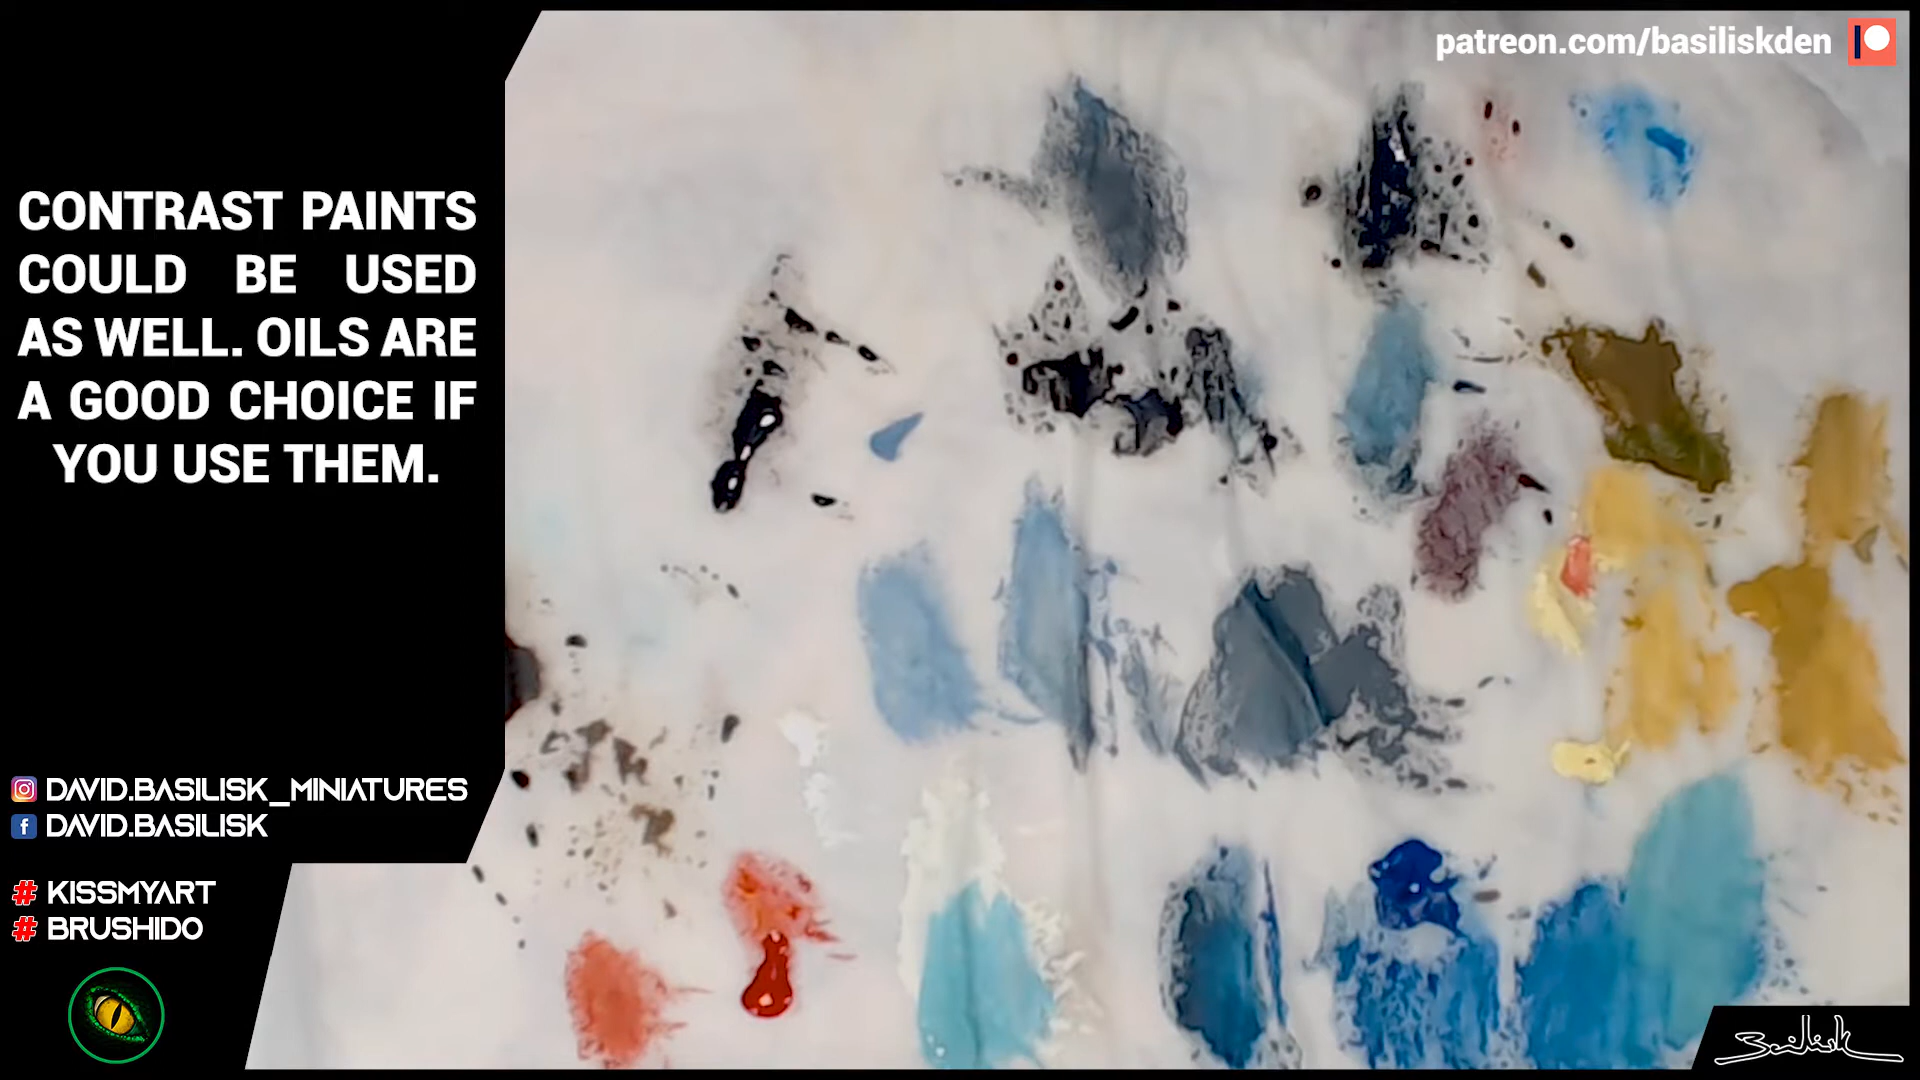 patreon.com/basiliskden
CONTRAST PAINTS
COULD BE USED
AS WELL. OILS ARE
A GOOD CHOICE IF
YOU USE THEM.
DAVID.BASILISK_MINIATURES
DAVID.BASILISK
# KISSMYART
# BRUSHIDO
Basilisk